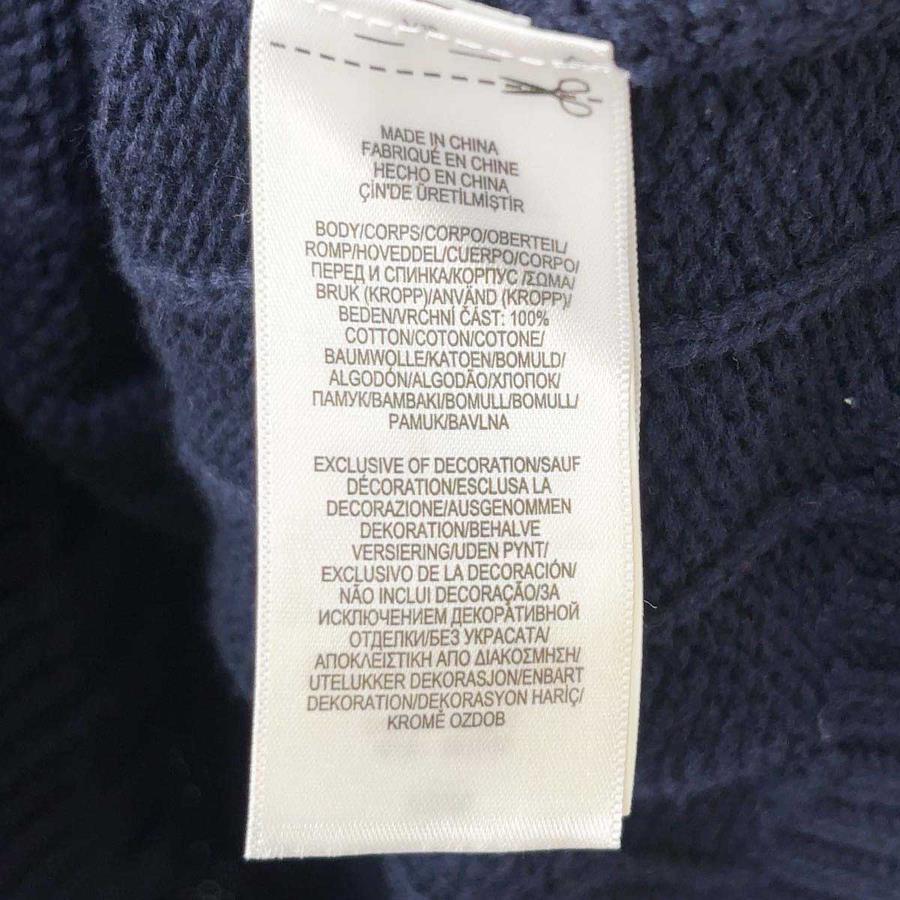 MADE IN CHINA
FABRIQUÉ EN CHINE
HECHO EN CHINA
ÇİN'DE ÜRETİLMİŞTİR
BODY/CORPS/CORPO/OBERTEIL/
ROMP/HOVEDDEL/CUERPO/CORPO/
ПЕРЕД И СПИНКА/КОРПУС /ΣΩΜΑ/
BRUK (KROPP)/ANVÄND (KROPP)/
BEDEN/VRCHNÍ ČÁST: 100%
COTTON/COTON/COTONE/
BAUMWOLLE/KATOEN/BOMULD/
ALGODÓN/ALGODÃO/ХЛОПОК/
ПАМУК/BAMBAKI/BOMULL/BOMULL/
PAMUK/BAVLNA
EXCLUSIVE OF DECORATION/SAUF
DÉCORATION/ESCLUSA LA
DECORAZIONE/AUSGENOMMEN
DEKORATION/BEHALVE
VERSIERING/UDEN PYNT/
EXCLUSIVO DE LA DECORACIÓN/
NÃO INCLUI DECORAÇÃO/ЗА
ИСКЛЮЧЕНИЕМ ДЕКОРАТИВНОЙ
ОТДЕЛКИ/БЕЗ УКРАСАТА/
ΑΠΟΚΛΕΙΣΤΙΚΗ ΑΠΟ ΔΙΑΚΟΣΜΗΣΗ/
UTELUKKER DEKORASJON/ENBART
DEKORATION/DEKORASYON HARİÇ/
KROMĚ OZDOB